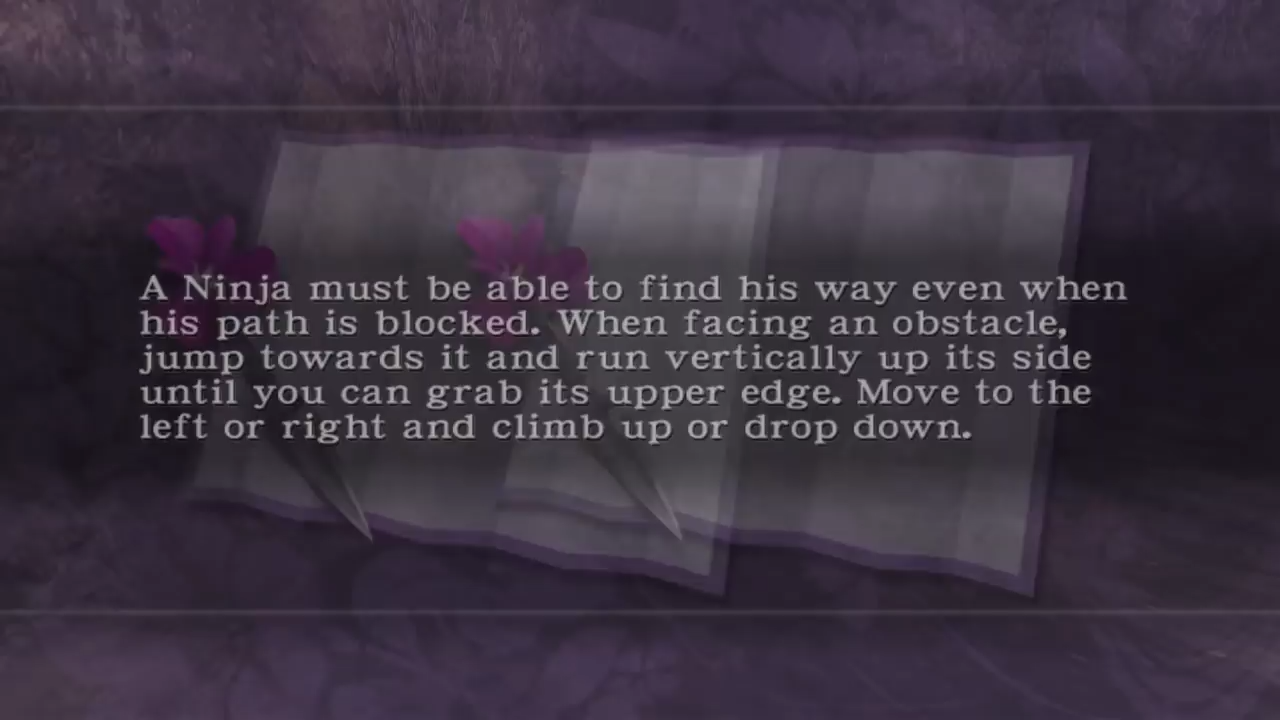 A Ninja must be able to find his way even when
his path is blocked. When facing an obstacle,
jump towards it and run vertically up its side
until you can grab its upper edge. Move to the
left or right and climb up or drop down.